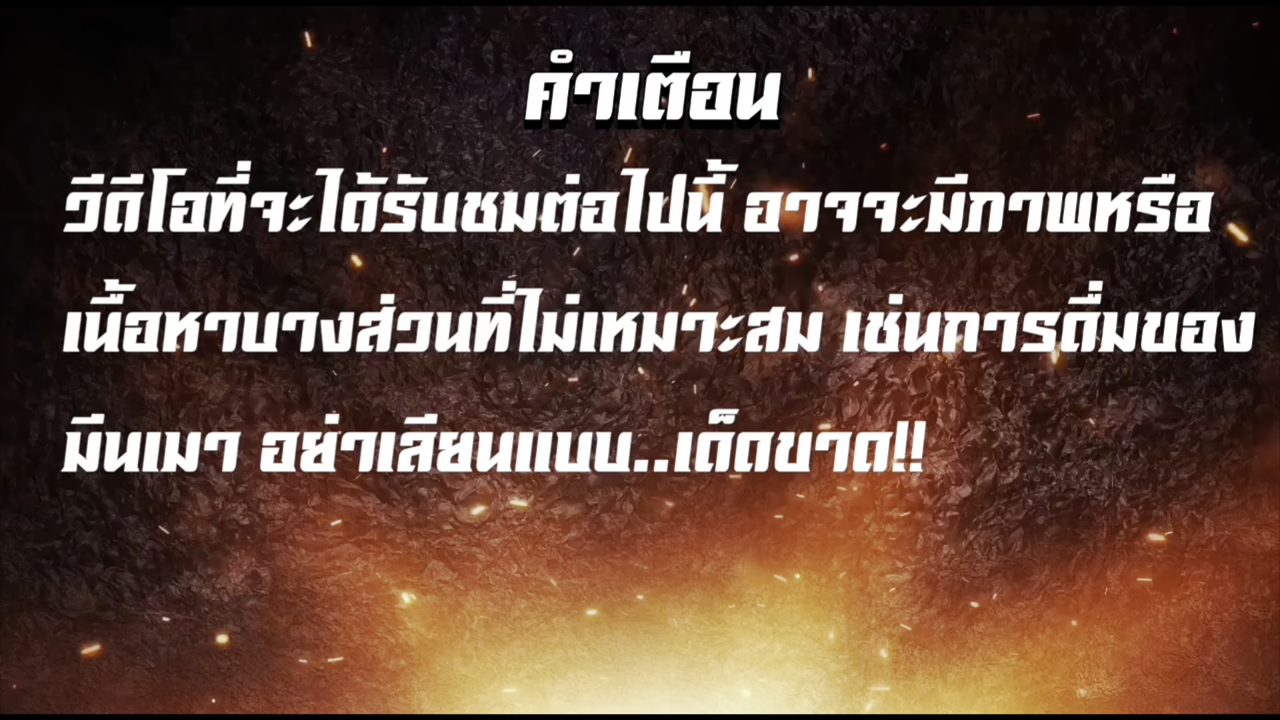 คำเตือน
วีดีโอที่จะได้รับชมต่อไปนี้ อาจจะมีภาพหรือ
เนื้อหาบางส่วนที่ไม่เหมาะสม เช่นการดื่มของ
มึนเมา อย่าเลียนแบบ..เด็ดขาด!!